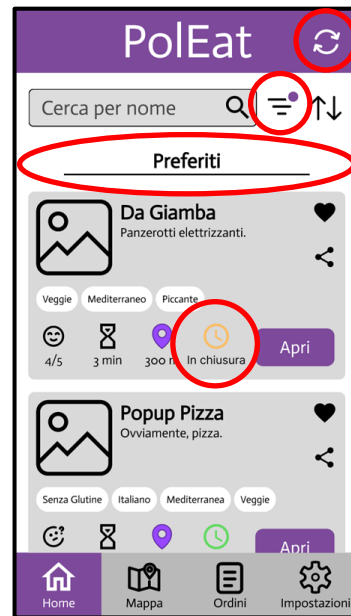 PolEat
Cerca per nome
Preferiti
Da Giamba
Panzerotti elettrizzanti.
Veggie Mediterraneo Piccante
4/5 3 min 300 m In chiusura Apri
Popup Pizza
Ovviamente, pizza.
Senza Glutine Italiano Mediterranea Veggie
Apri
Home Mappa Ordini Impostazioni